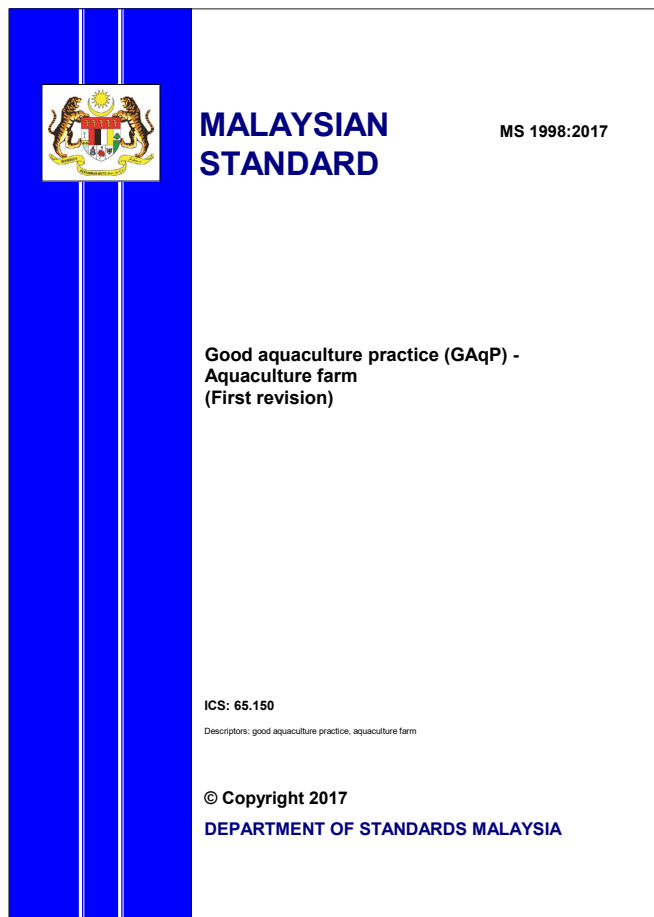 MALAYSIAN
STANDARD
MS 1998:2017
Good aquaculture practice (GAqP) -
Aquaculture farm
(First revision)
ICS: 65.150
Descriptors: good aquaculture practice, aquaculture farm
© Copyright 2017
DEPARTMENT OF STANDARDS MALAYSIA